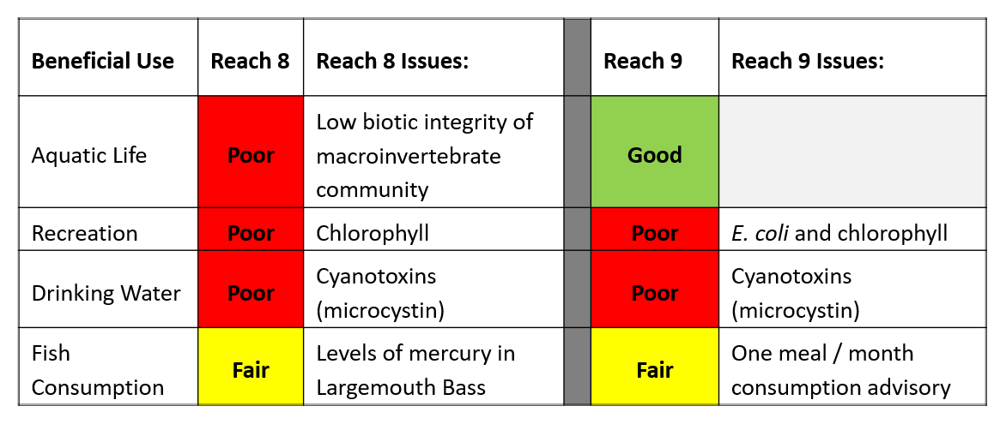 Beneficial Use
Reach 8
Reach 8 Issues:
Reach 9
Reach 9 Issues:
Aquatic Life
Poor
Low biotic integrity of
macroinvertebrate
community
Good
Recreation
Poor
Chlorophyll
Poor
E. coli and chlorophyll
Drinking Water
Poor
Cyanotoxins
(microcystin)
Poor
Cyanotoxins
(microcystin)
Fish
Consumption
Fair
Levels of mercury in
Largemouth Bass
Fair
One meal / month
consumption advisory